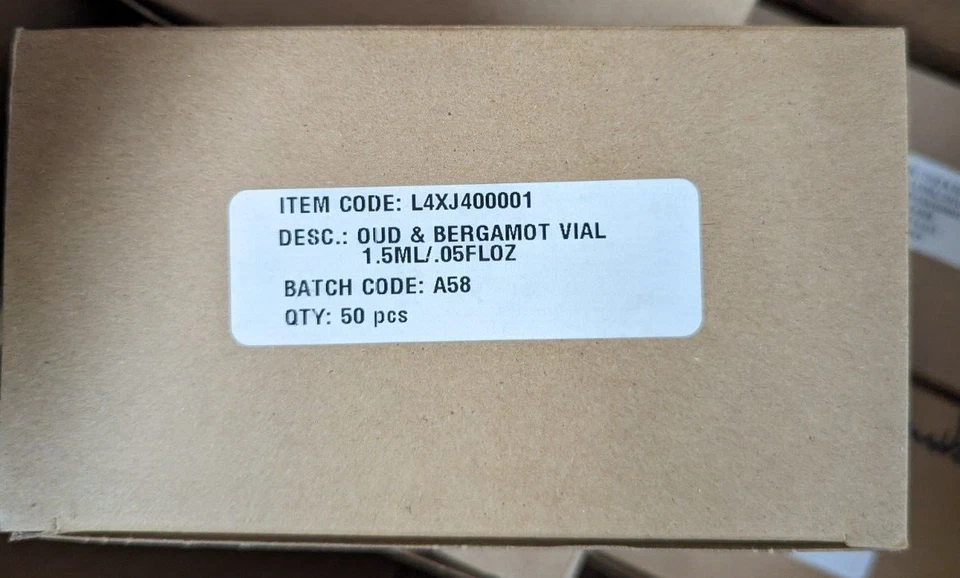 ITEM CODE: L4XJ400001
DESC.: OUD & BERGAMOT VIAL
1.5ML/.05FLOZ
BATCH CODE: A58
QTY: 50 pcs